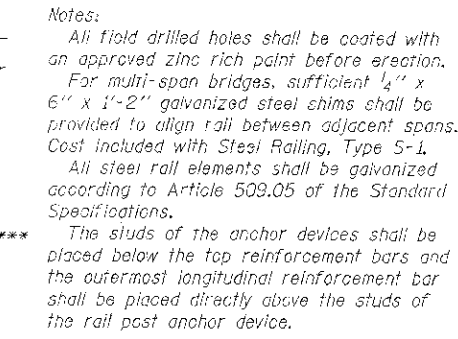 Notes:
All field drilled holes shall be coated with
an approved zinc rich paint before erection.
For multi-span bridges, sufficient 1/4" x
6" x 1'-2" galvanized steel shims shall be
provided to align rail between adjacent spans.
Cost included with Steel Railing, Type S-1.
All steel rail elements shall be galvanized
according to Article 509.05 of the Standard
Specifications.
*** The studs of the anchor devices shall be
placed below the top reinforcement bars and
the outermost longitudinal reinforcement bar
shall be placed directly above the studs of
the rail post anchor device.